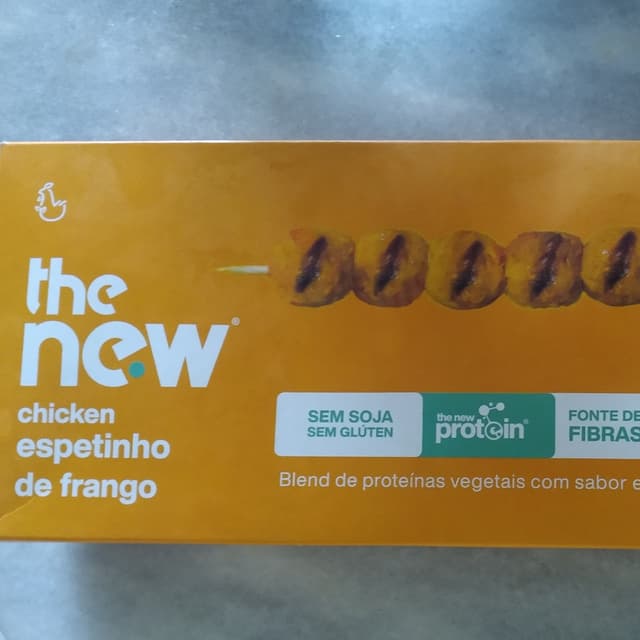 the
new®
chicken
espetinho
de frango
SEM SOJA
SEM GLÚTEN
the new
protein®
FONTE DE
FIBRAS
Blend de proteínas vegetais com sabor e